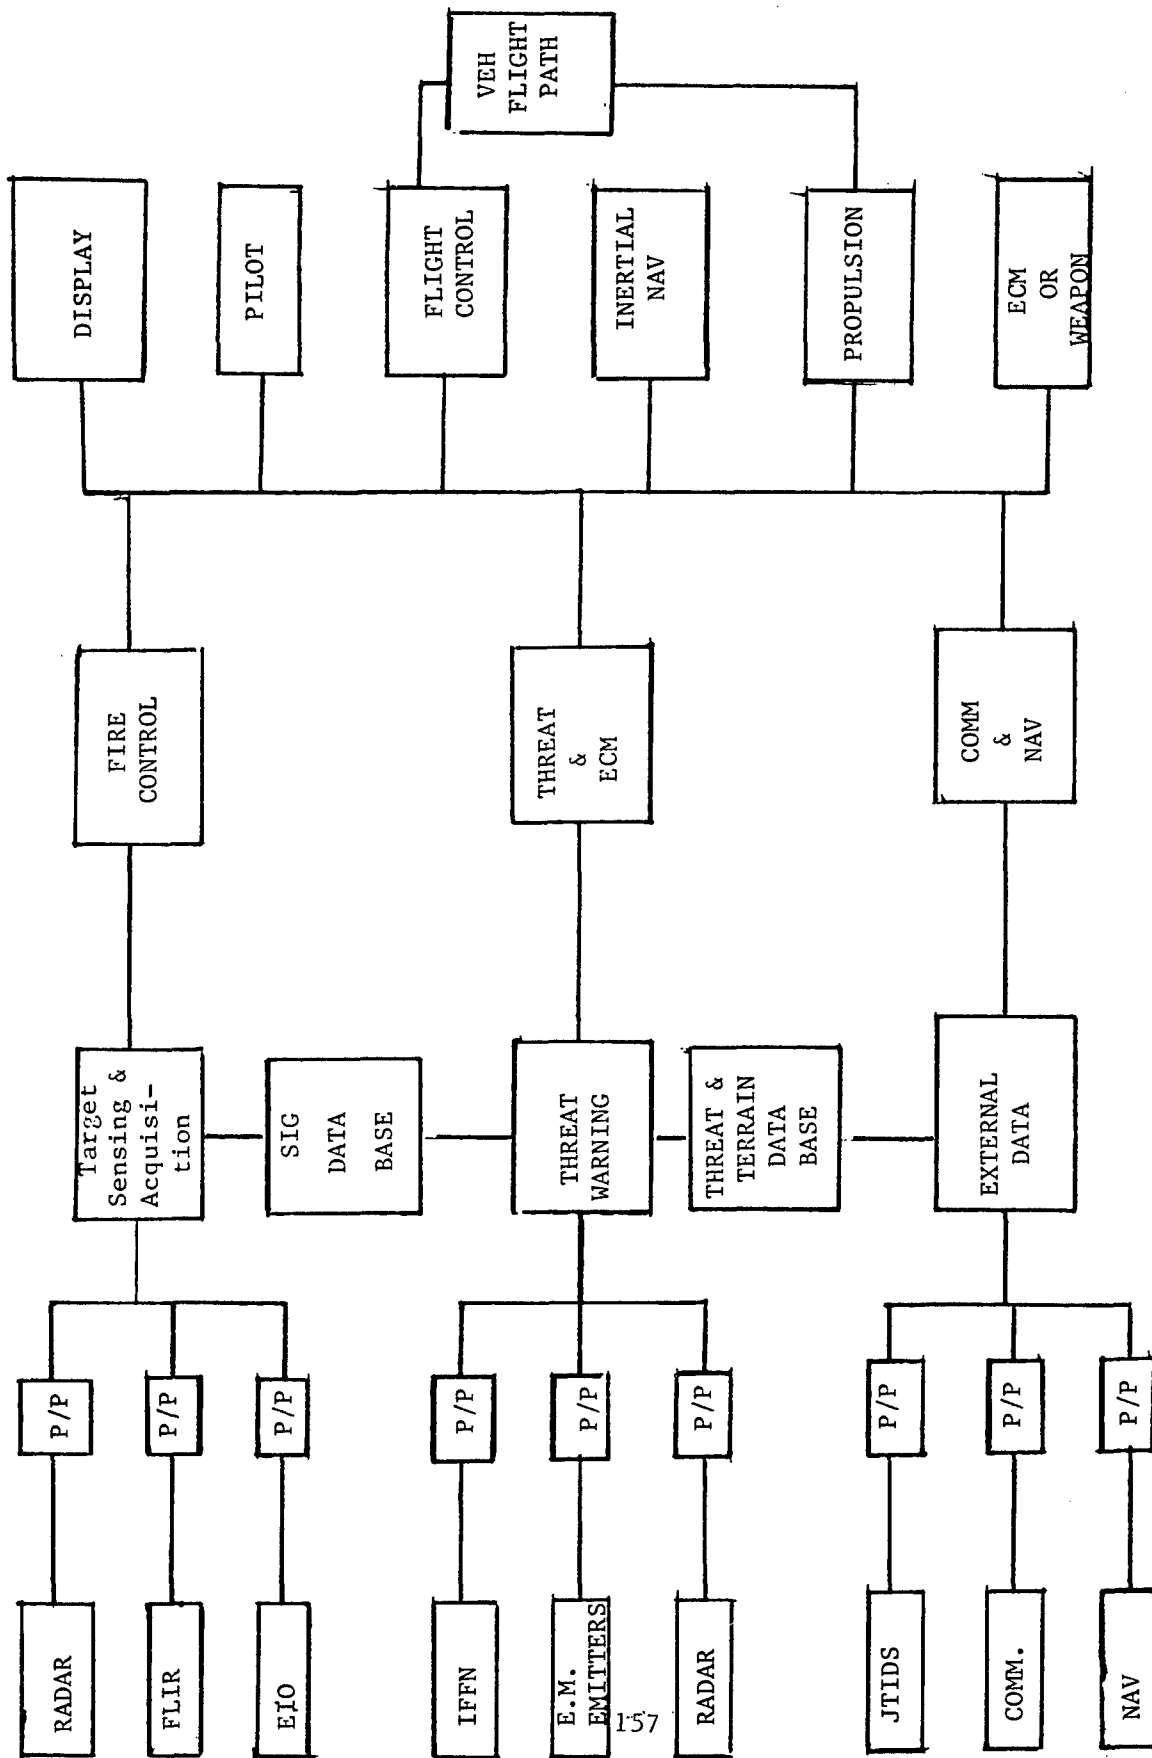 RADAR
P/P
FLIR
P/P
EIO
P/P
Target
Sensing &
Acquisi-
tion
FIRE
CONTROL
SIG
DATA
BASE
IFFN
P/P
E.M.
EMITTERS
P/P
RADAR
P/P
THREAT
WARNING
THREAT
&
ECM
THREAT &
TERRAIN
DATA
BASE
JTIDS
P/P
COMM.
P/P
NAV
P/P
EXTERNAL
DATA
COMM
&
NAV
DISPLAY
PILOT
FLIGHT
CONTROL
INERTIAL
NAV
PROPULSION
ECM
OR
WEAPON
VEH
FLIGHT
PATH
157